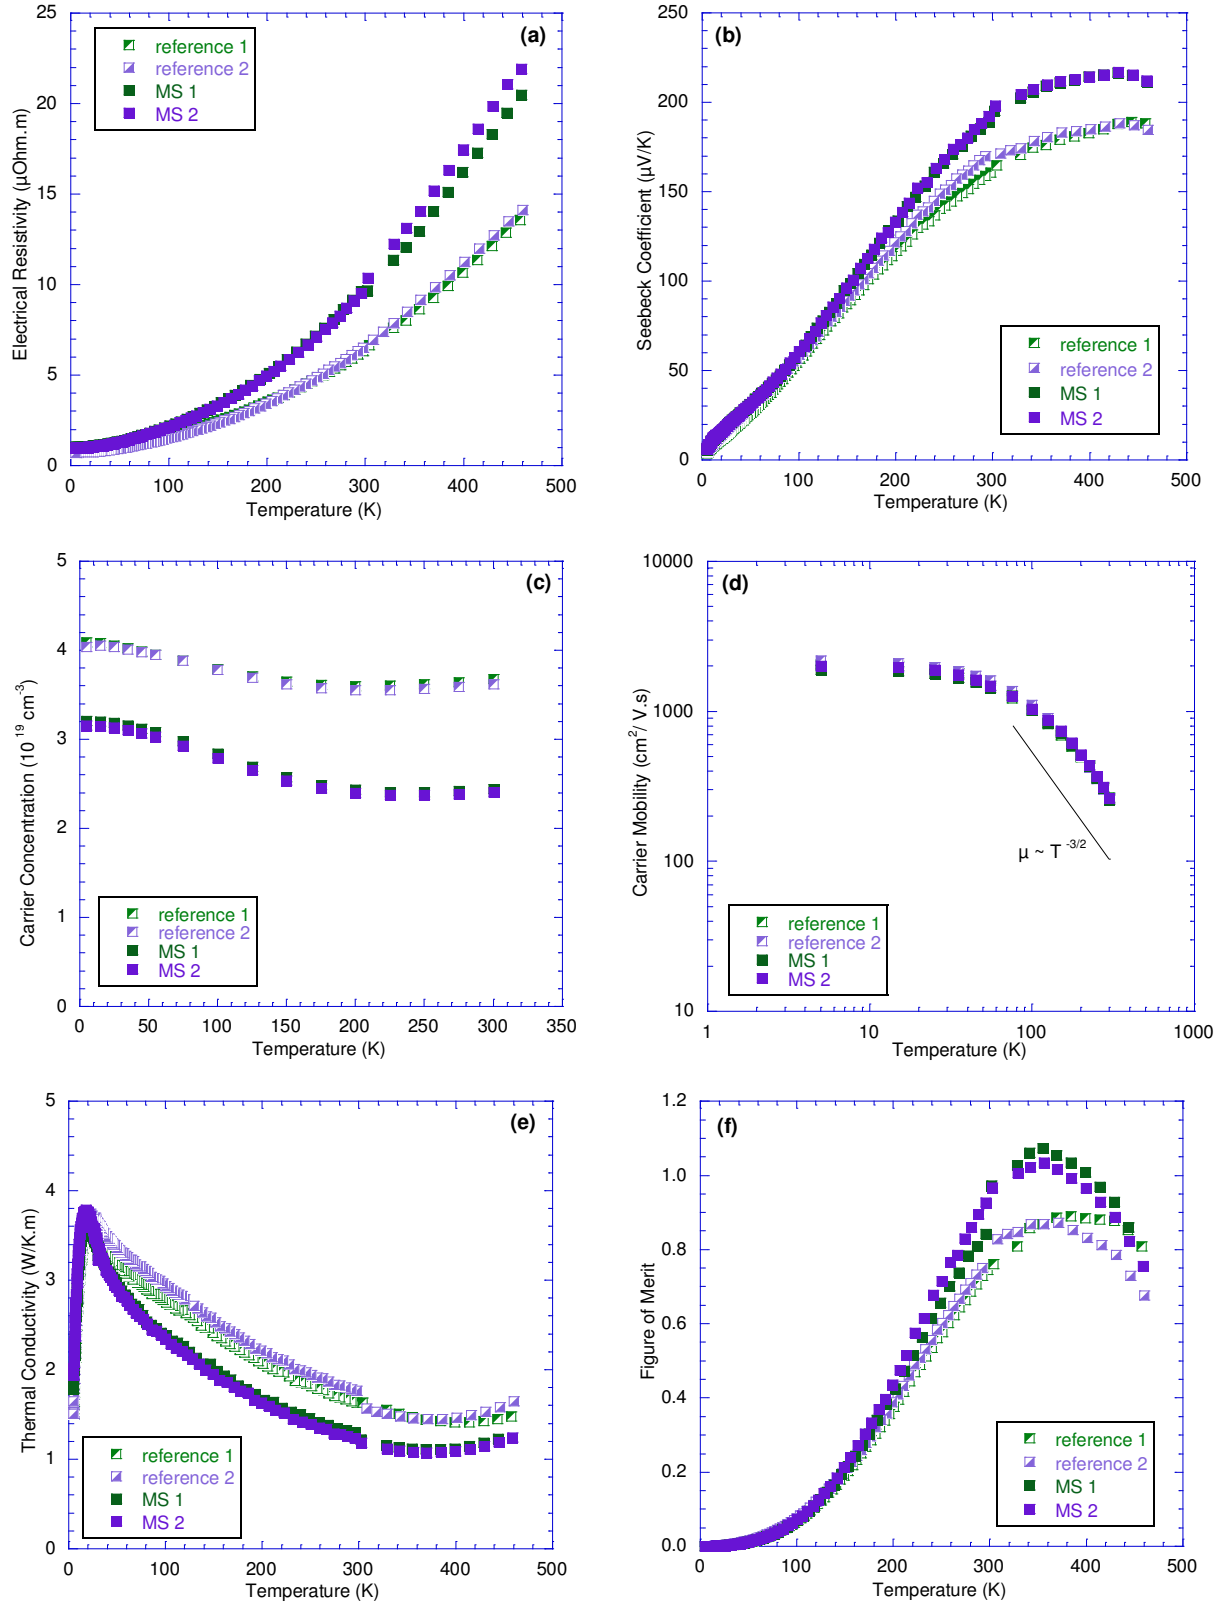 (a)
25
20
15
10
5
0
Electrical Resistivity (µOhm.m)
reference 1
reference 2
MS 1
MS 2
0 100 200 300 400 500
Temperature (K)
(b)
250
200
150
100
50
0
Seebeck Coefficient (µV/K)
reference 1
reference 2
MS 1
MS 2
0 100 200 300 400 500
Temperature (K)
(c)
5
4
3
2
1
0
Carrier Concentration (10 19 cm-3)
reference 1
reference 2
MS 1
MS 2
0 50 100 150 200 250 300 350
Temperature (K)
(d)
10000
1000
100
10
Carrier Mobility (cm2/ V.s)
µ ~ T -3/2
reference 1
reference 2
MS 1
MS 2
1 10 100 1000
Temperature (K)
(e)
5
4
3
2
1
0
Thermal Conductivity (W/K.m)
reference 1
reference 2
MS 1
MS 2
0 100 200 300 400 500
Temperature (K)
(f)
1.2
1.0
0.8
0.6
0.4
0.2
0.0
Figure of Merit
reference 1
reference 2
MS 1
MS 2
0 100 200 300 400 500
Temperature (K)